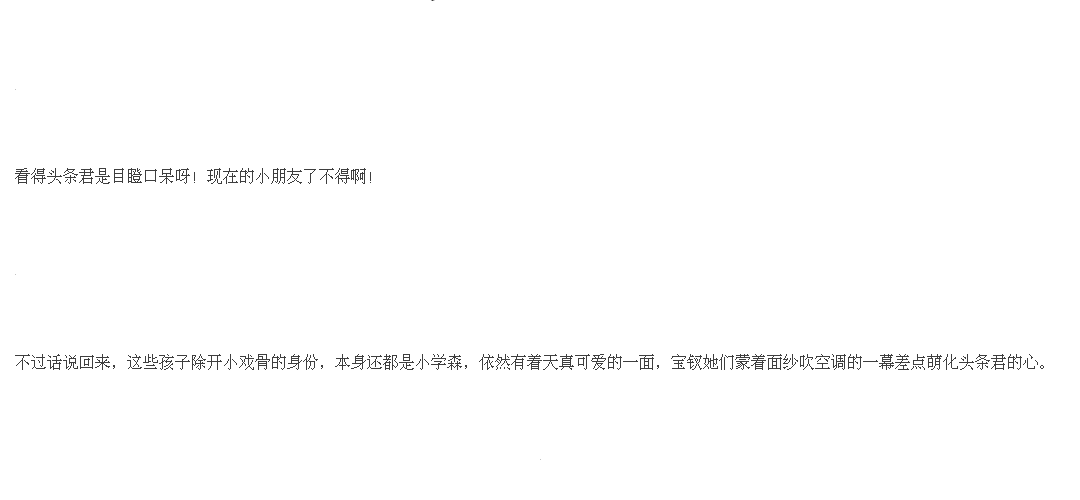 看得头条君是目瞪口呆呀！现在的小朋友了不得啊！
不过话说回来，这些孩子除开小戏骨的身份，本身还都是小学森，依然有着天真可爱的一面，宝钗她们蒙着面纱吹空调的一幕差点萌化头条君的心。